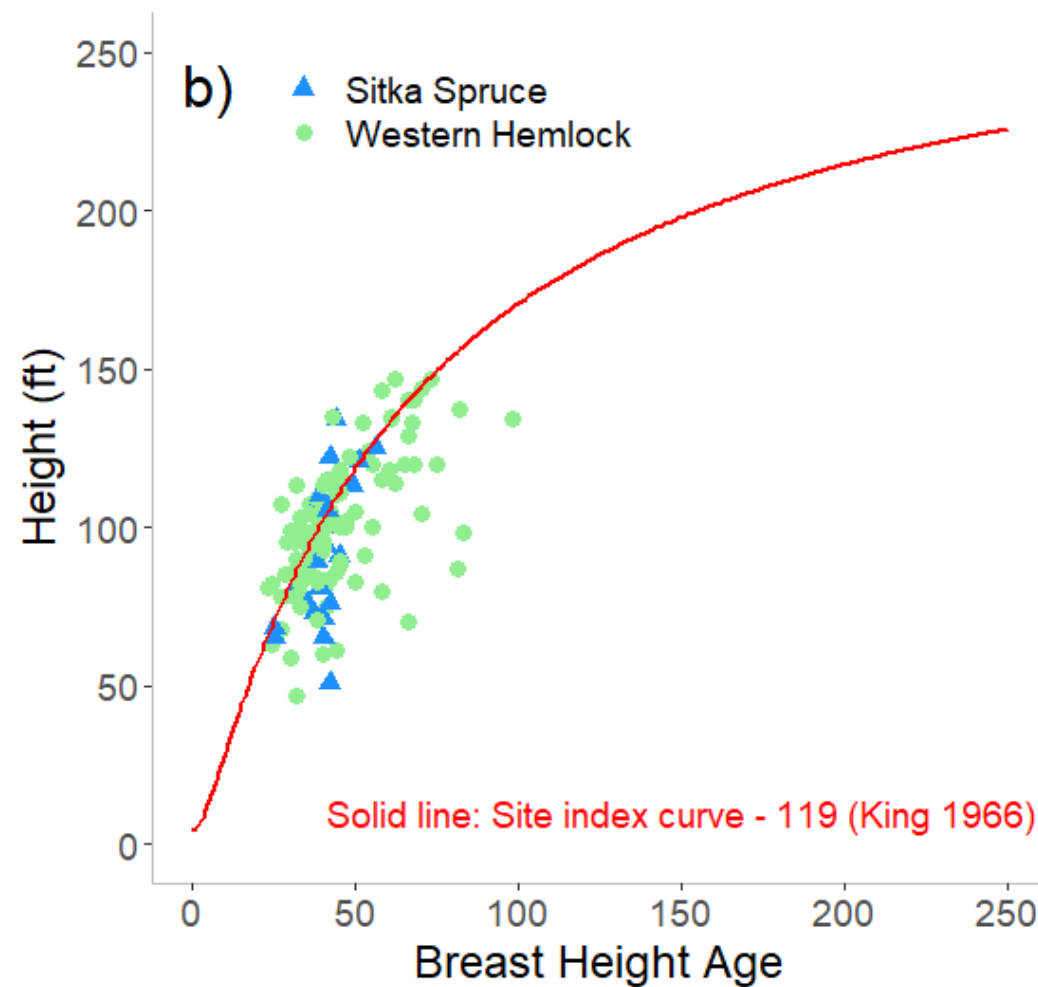 250
b)
Sitka Spruce
Western Hemlock
200
150
Height (ft)
100
50
Solid line: Site index curve - 119 (King 1966)
0
0 50 100 150 200 250
Breast Height Age